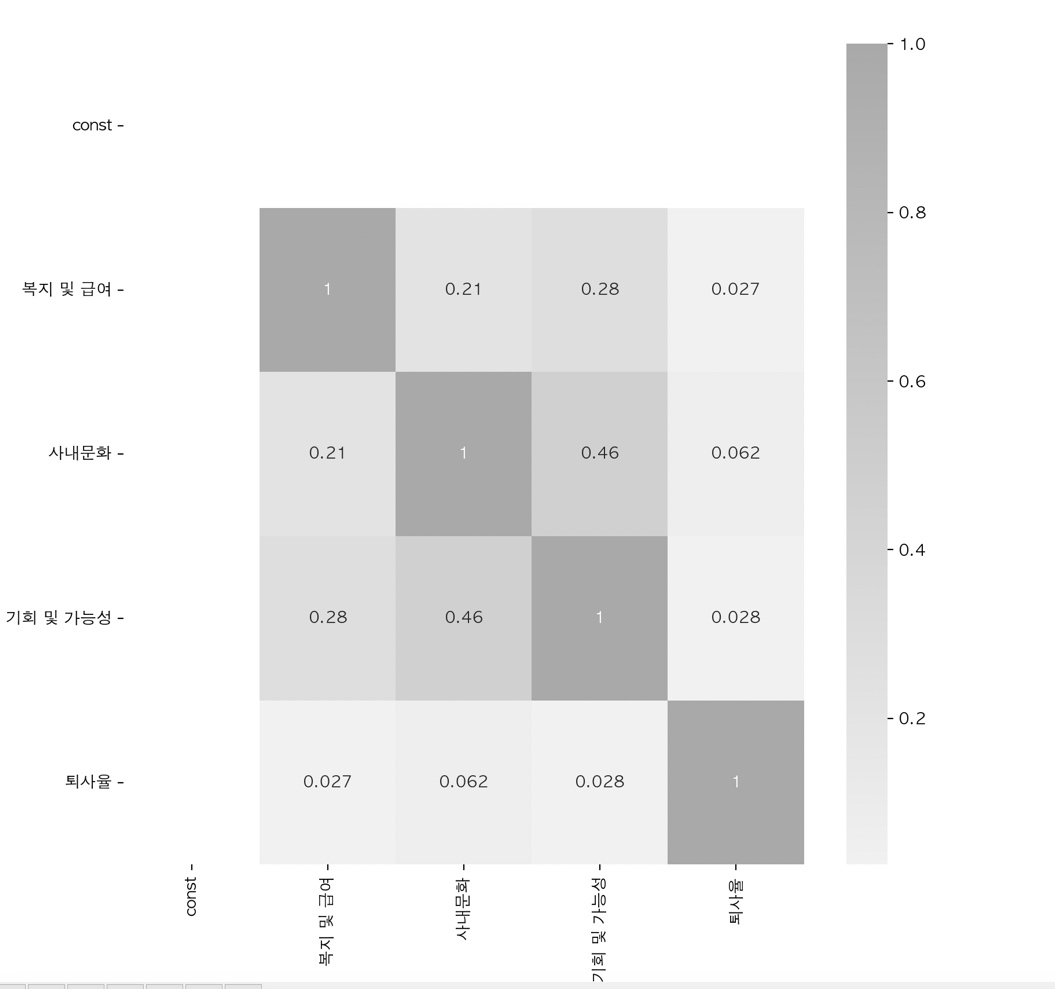 1.0
const
0.8
복지 및 급여 1 0.21 0.28 0.027
0.6
사내문화 0.21 1 0.46 0.062
0.4
기회 및 가능성 0.28 0.46 1 0.028
0.2
퇴사율 0.027 0.062 0.028 1
const
복지 및 급여
사내문화
기회 및 가능성
퇴사율